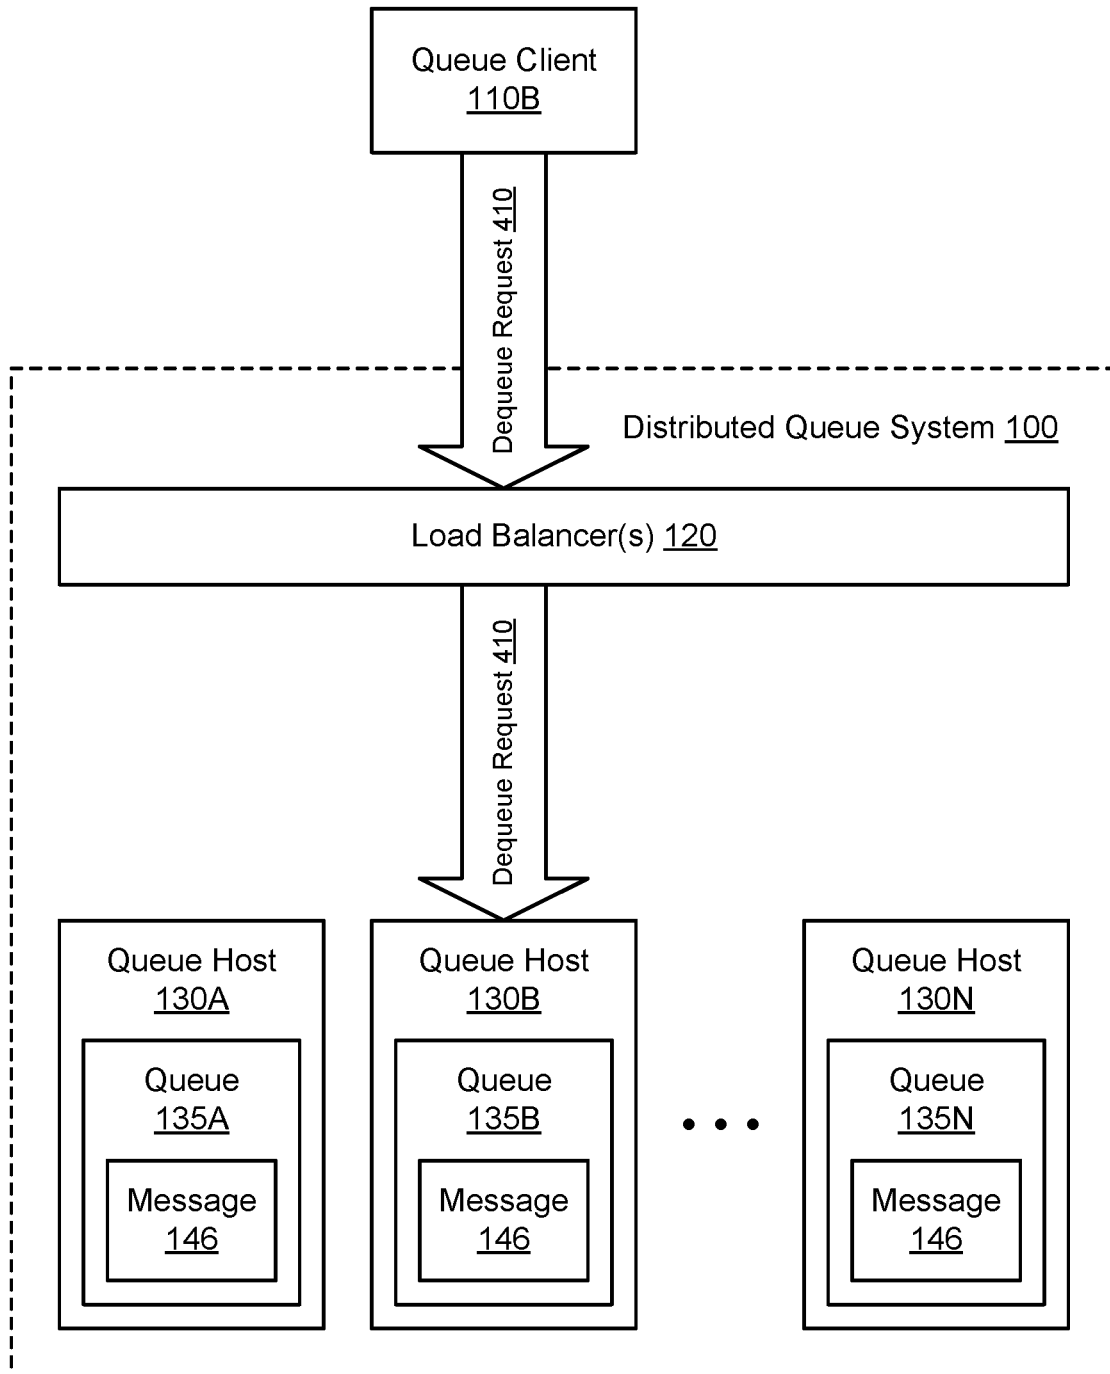 Queue Client
110B
Dequeue Request 410
Distributed Queue System 100
Load Balancer(s) 120
Dequeue Request 410
Queue Host
130A
Queue
135A
Message
146
Queue Host
130B
Queue
135B
Message
146
Queue Host
130N
Queue
135N
Message
146